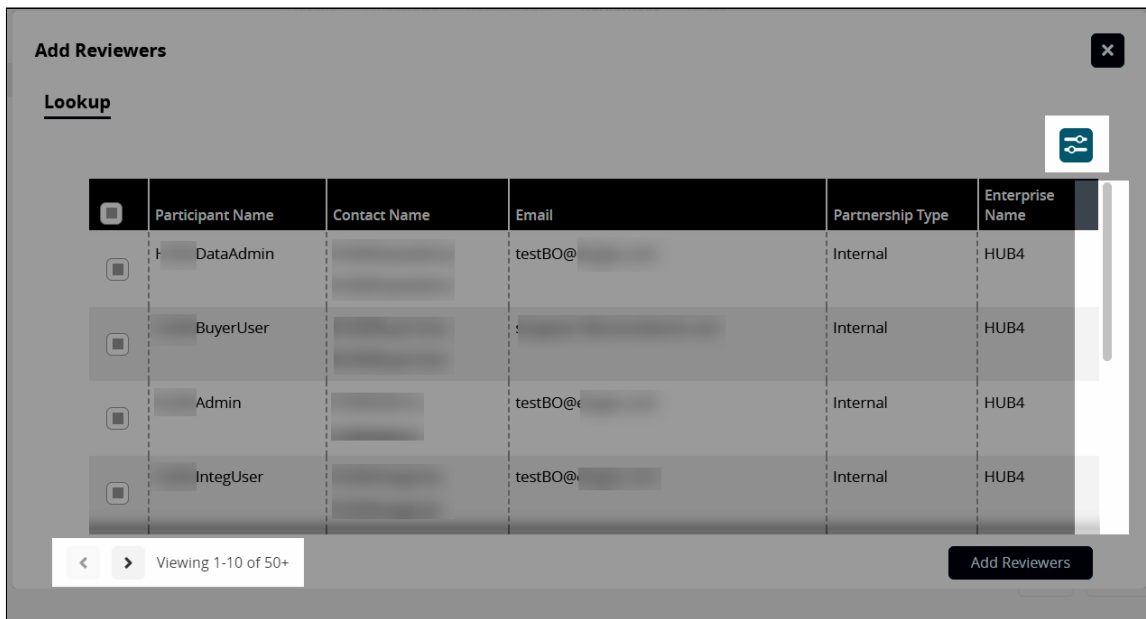 Add Reviewers
Lookup
Participant Name
Contact Name
Email
Partnership Type
Enterprise
Name
DataAdmin
testBO@
Internal
HUB4
BuyerUser
Internal
HUB4
Admin
testBO@
Internal
HUB4
IntegUser
testBO@
Internal
HUB4
Viewing 1-10 of 50+
Add Reviewers